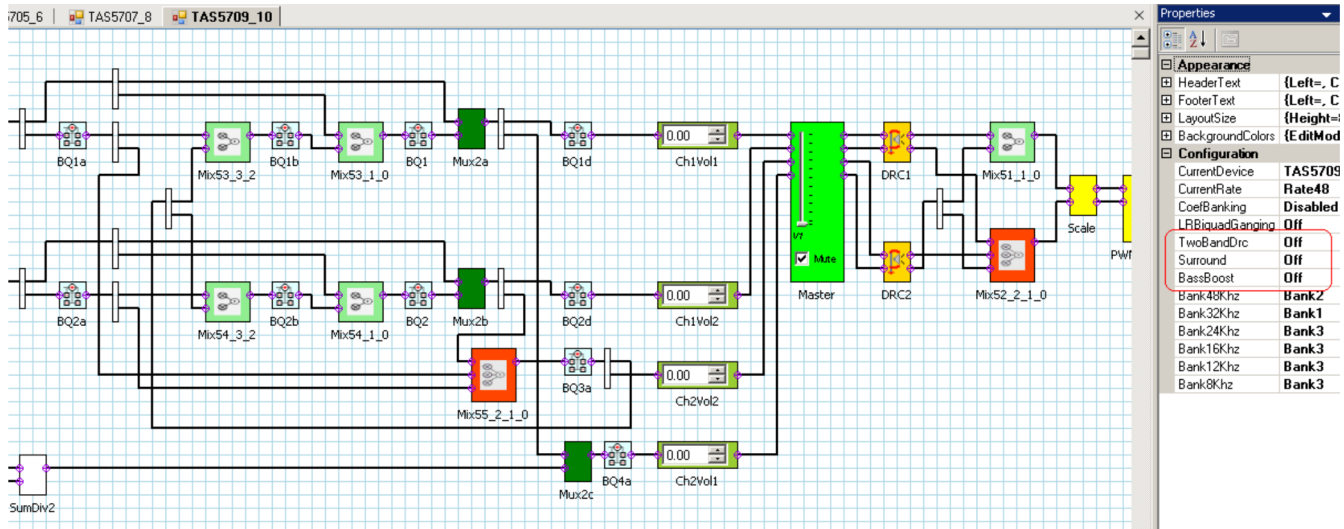 705_6 TAS5707_8 TAS5709_10
BQ1a Mix53_3_2 BQ1b Mix53_1_0 BQ1 Mux2a BQ1d 0.00 Ch1Vol1 DRC1 Mix51_1_0
V1
Mute
Scale
PWM
BQ2a Mix54_3_2 BQ2b Mix54_1_0 BQ2 Mux2b BQ2d 0.00 Ch1Vol2 Master DRC2 Mix52_2_1_0
Mix55_2_1_0 BQ3a 0.00 Ch2Vol2
SumDiv2 Mux2c BQ4a 0.00 Ch2Vol1
Properties
Appearance
HeaderText {Left=, C
FooterText {Left=, C
LayoutSize {Height=
BackgroundColors {EditMod
Configuration
CurrentDevice TAS5709
CurrentRate Rate48
CoefBanking Disabled
LRBiquadGanging Off
TwoBandDrc Off
Surround Off
BassBoost Off
Bank48Khz Bank2
Bank32Khz Bank1
Bank24Khz Bank3
Bank16Khz Bank3
Bank12Khz Bank3
Bank8Khz Bank3